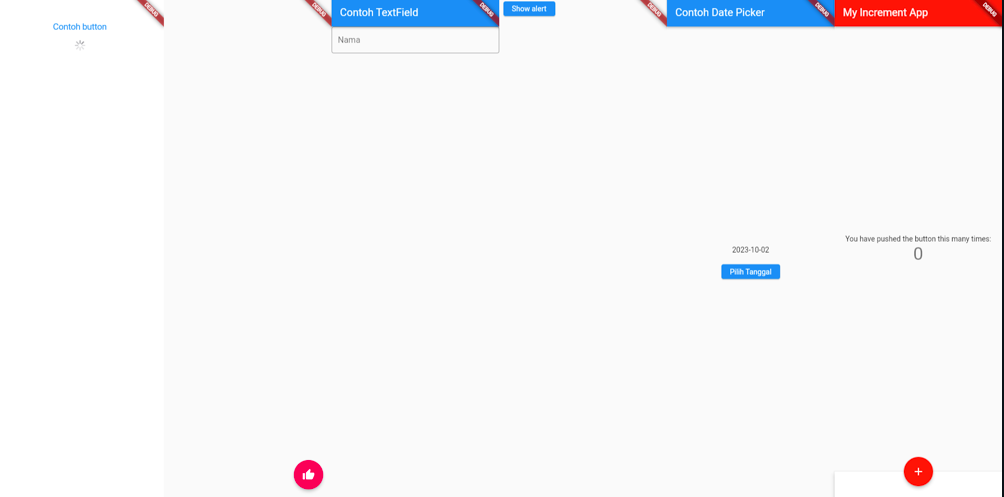 DEBUG
Contoh button
DEBUG
Contoh TextField
DEBUG
Nama
Show alert
DEBUG
Contoh Date Picker
DEBUG
2023-10-02
Pilih Tanggal
My Increment App
DEBUG
You have pushed the button this many times:
0
+